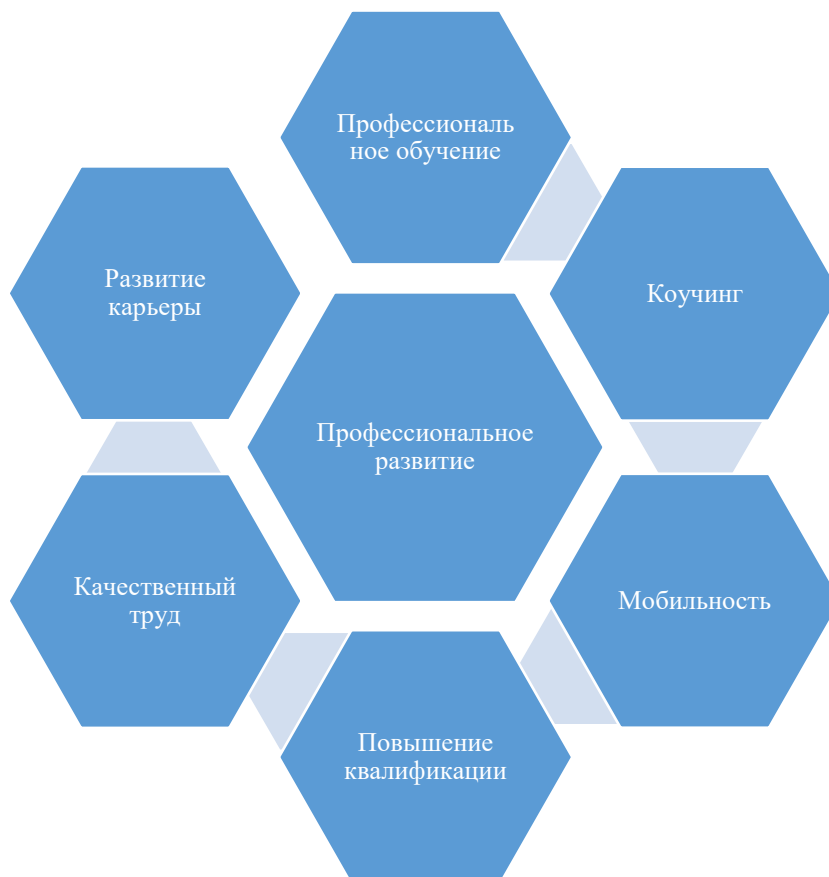 Профессиональ
ное обучение
Развитие
карьеры
Коучинг
Профессиональное
развитие
Качественный
труд
Мобильность
Повышение
квалификации